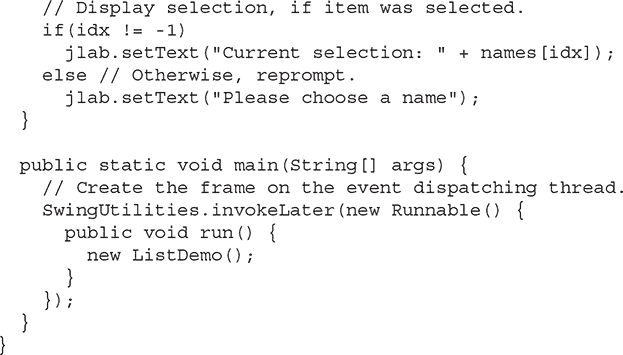 // Display selection, if item was selected.
    if(idx != -1)
      jlab.setText("Current selection: " + names[idx]);
    else // Otherwise, reprompt.
      jlab.setText("Please choose a name");
  }

  public static void main(String[] args) {
    // Create the frame on the event dispatching thread.
    SwingUtilities.invokeLater(new Runnable() {
      public void run() {
        new ListDemo();
      }
    });
  }
}